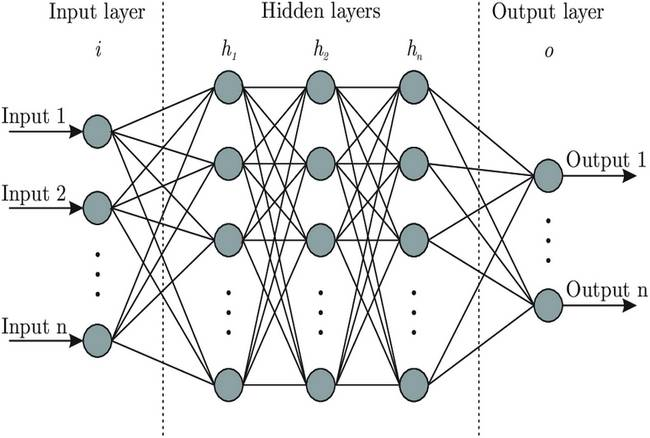 Input layer
Hidden layers
Output layer
i
h1
h2
hn
o
Input 1
Input 2
Input n
Output 1
Output n